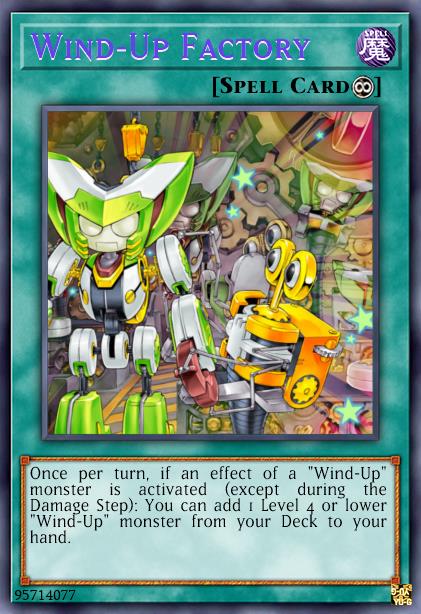 Wind-Up Factory
SPELL
魔
[Spell Card]
Once per turn, if an effect of a "Wind-Up"
monster is activated (except during the
Damage Step): You can add 1 Level 4 or lower
"Wind-Up" monster from your Deck to your
hand.
95714077